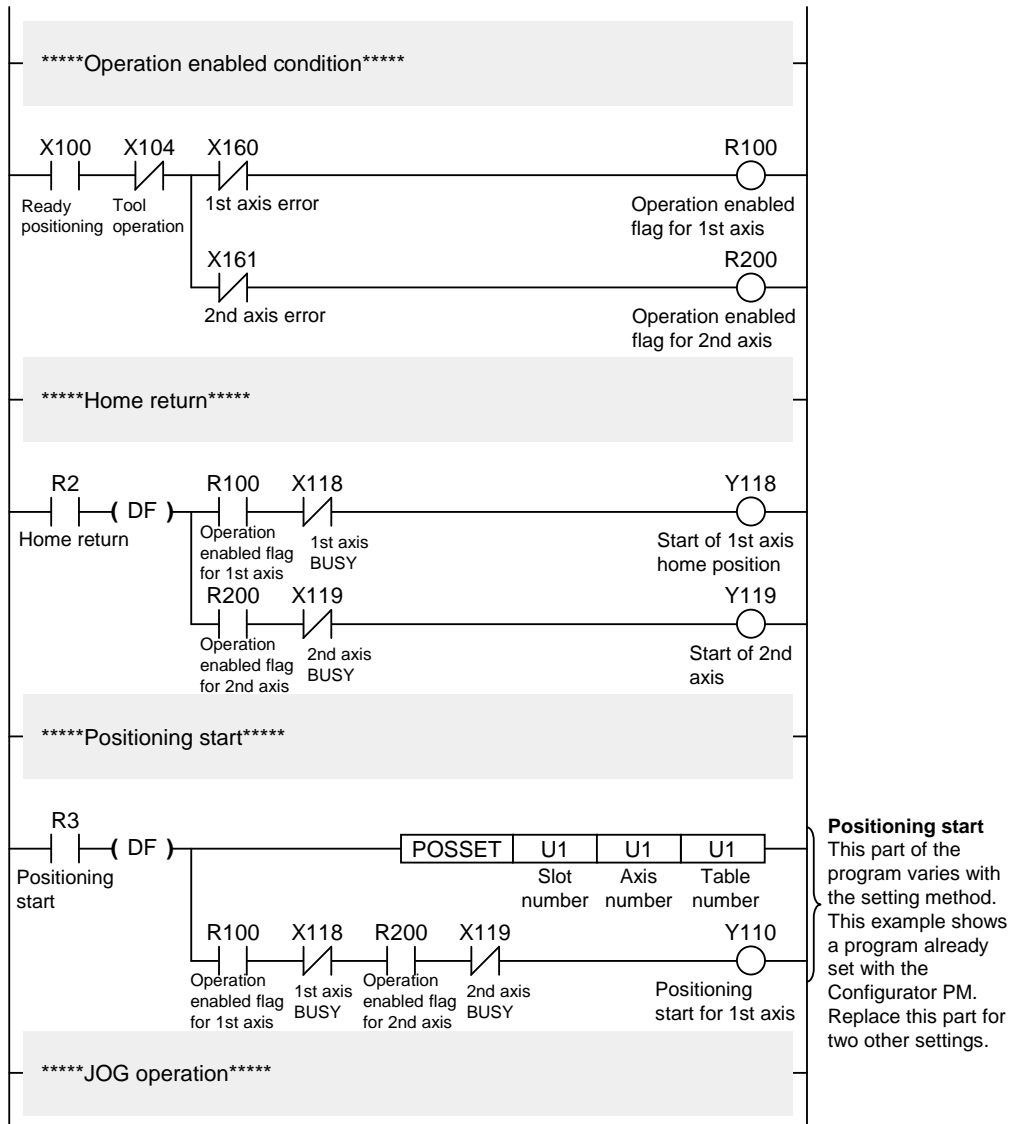 *****Operation enabled condition*****
X100 X104 X160 R100
Ready positioning
Tool operation
1st axis error
Operation enabled
flag for 1st axis
X161 R200
2nd axis error
Operation enabled
flag for 2nd axis
*****Home return*****
R2 R100 X118 Y118
( DF )
Home return
Operation
enabled flag
for 1st axis
1st axis
BUSY
Start of 1st axis
home position
R200 X119 Y119
Operation
enabled flag
for 2nd axis
2nd axis
BUSY
Start of 2nd
axis
*****Positioning start*****
R3
( DF )
POSSET U1 U1 U1
Positioning
start
Slot
number
Axis
number
Table
number
R100 X118 R200 X119 Y110
Operation
enabled flag
for 1st axis
1st axis
BUSY
Operation
enabled flag
for 2nd axis
2nd axis
BUSY
Positioning
start for 1st axis
Positioning start
This part of the
program varies with
the setting method.
This example shows
a program already
set with the
Configurator PM.
Replace this part for
two other settings.
*****JOG operation*****